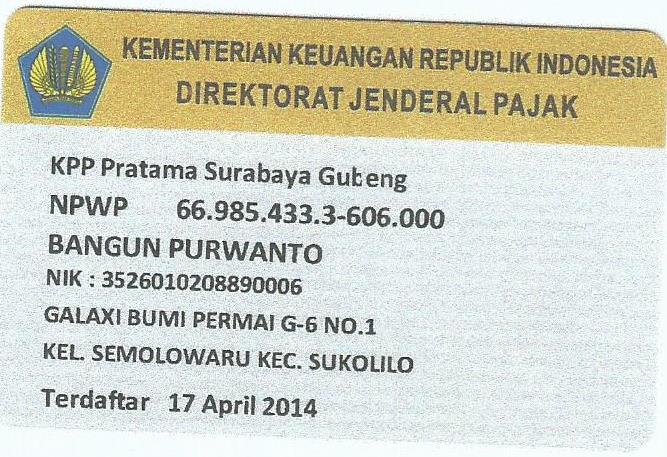 KEMENTERIAN KEUANGAN REPUBLIK INDONESIA
DIREKTORAT JENDERAL PAJAK
KPP Pratama Surabaya Gubeng
NPWP 66.985.433.3-606.000
BANGUN PURWANTO
NIK : 3526010208890006
GALAXI BUMI PERMAI G-6 NO.1
KEL. SEMOLOWARU KEC. SUKOLILO
Terdaftar 17 April 2014